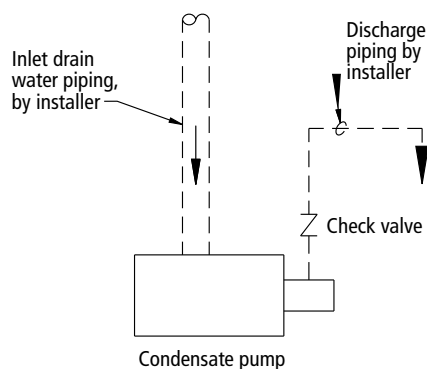 Inlet drain
water piping,
by installer
Discharge
piping by
installer
Check valve
Condensate pump